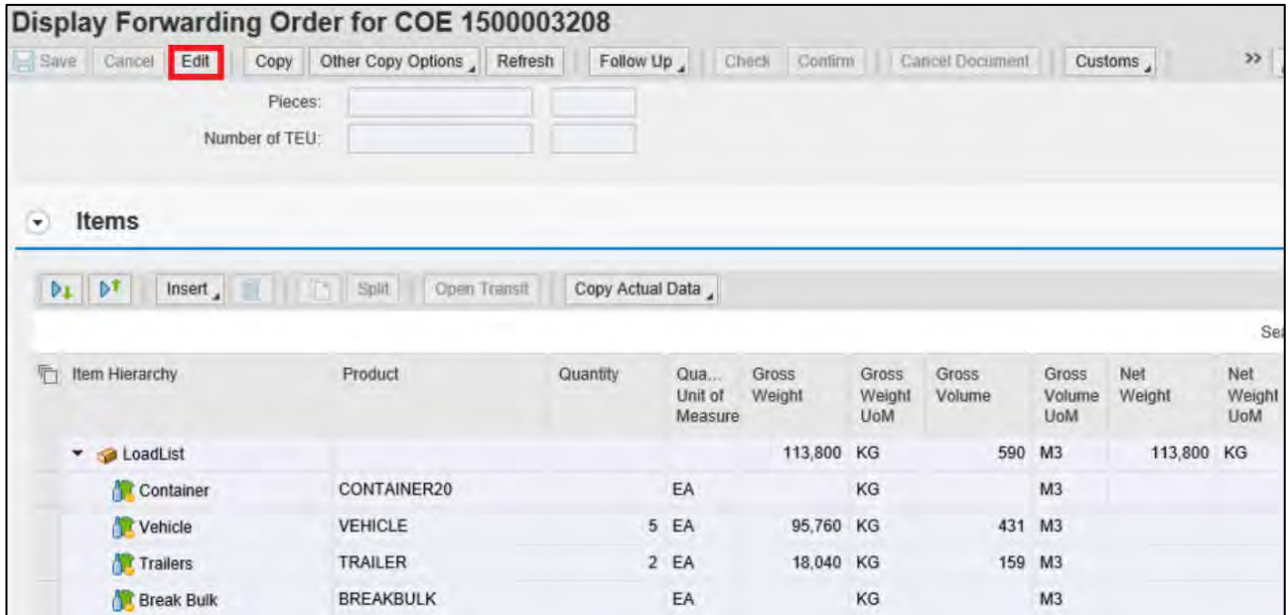 Display Forwarding Order for COE 1500003208
Save Cancel Edit Copy Other Copy Options Refresh Follow Up Check Confirm Cancel Document Customs >>
Pieces:
Number of TEU:
Items
Insert Split Open Transit Copy Actual Data
Sea
Item Hierarchy Product Quantity Qua... Unit of Measure Gross Weight Gross Weight UoM Gross Volume Gross Volume UoM Net Weight Net Weight UoM
LoadList 113,800 KG 590 M3 113,800 KG
Container CONTAINER20 EA KG M3
Vehicle VEHICLE 5 EA 95,760 KG 431 M3
Trailers TRAILER 2 EA 18,040 KG 159 M3
Break Bulk BREAKBULK EA KG M3